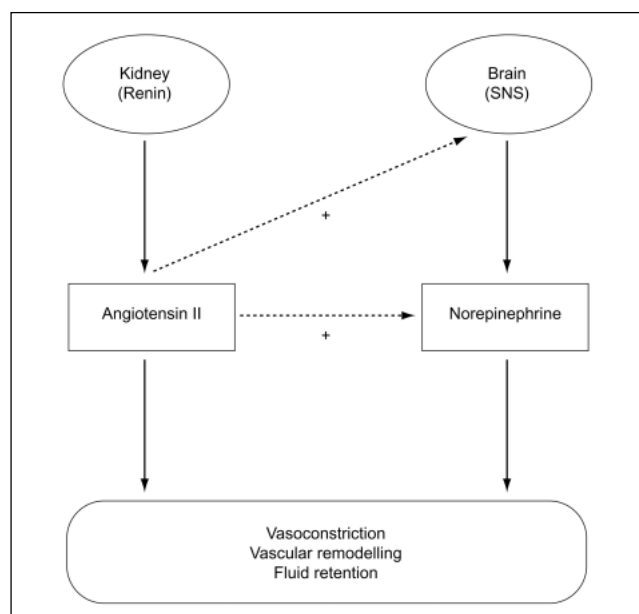 Kidney
(Renin)
Brain
(SNS)
+
Angiotensin II
Norepinephrine
+
Vasoconstriction
Vascular remodelling
Fluid retention